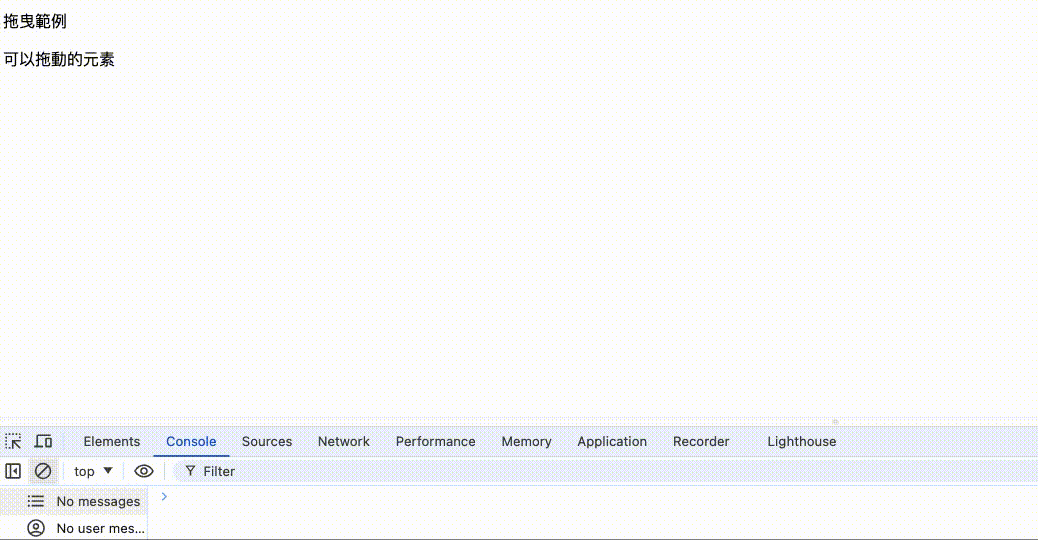 拖曳範例
可以拖動的元素
Elements Console Sources Network Performance Memory Application Recorder Lighthouse
top Filter
No messages
No user mes...